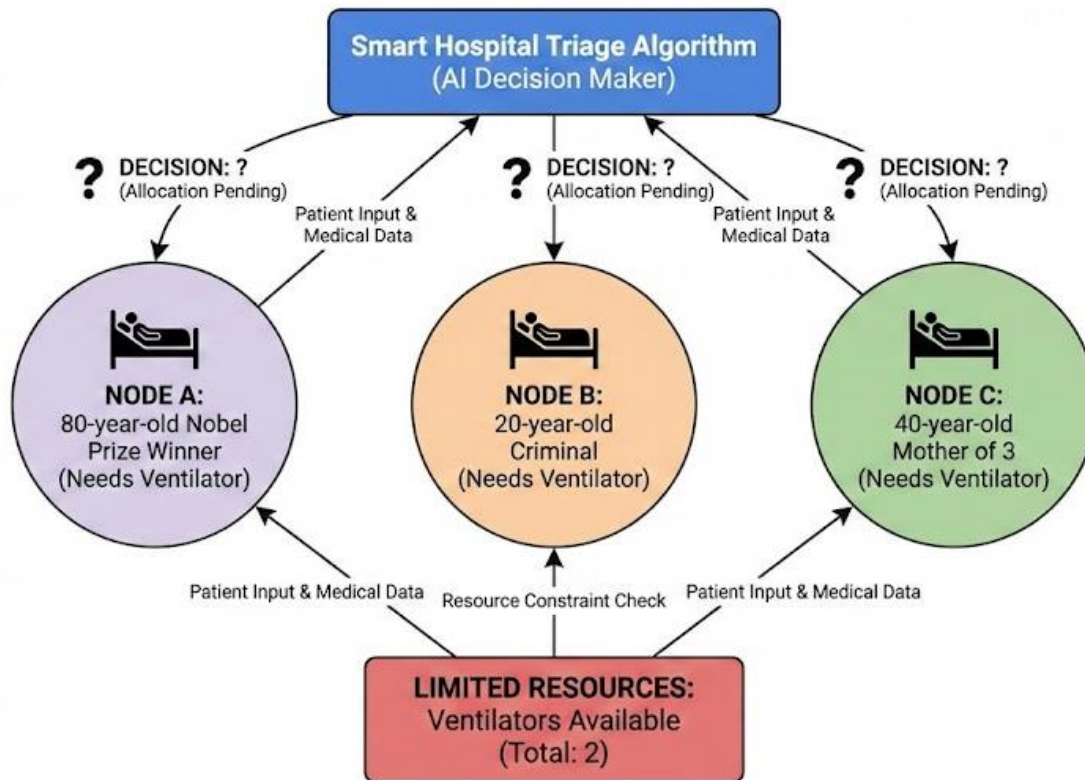 Smart Hospital Triage Algorithm
(AI Decision Maker)
? DECISION: ?
(Allocation Pending)
Patient Input &
Medical Data
? DECISION: ?
(Allocation Pending)
Patient Input &
Medical Data
? DECISION: ?
(Allocation Pending)
NODE A:
80-year-old Nobel
Prize Winner
(Needs Ventilator)
NODE B:
20-year-old
Criminal
(Needs Ventilator)
NODE C:
40-year-old
Mother of 3
(Needs Ventilator)
Patient Input & Medical Data
Resource Constraint Check
Patient Input & Medical Data
LIMITED RESOURCES:
Ventilators Available
(Total: 2)